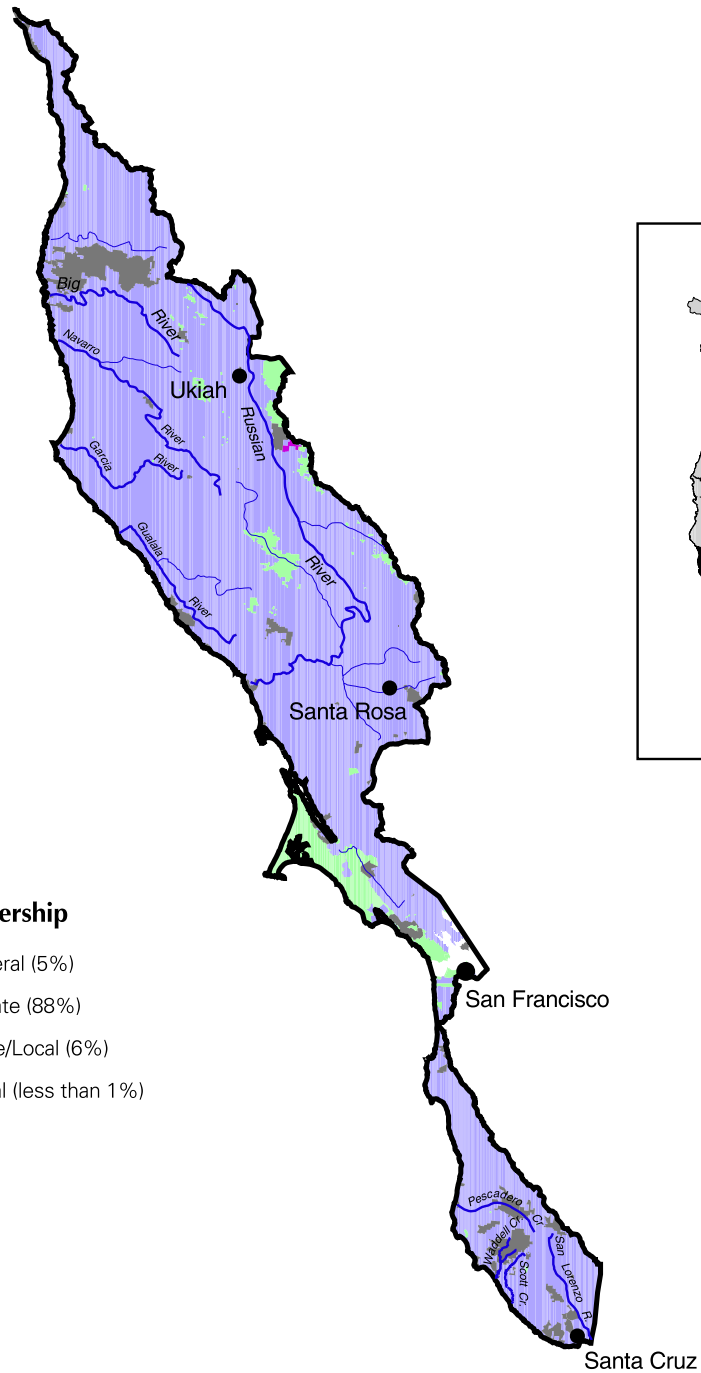 Big
River
Navarro
Ukiah
River
Russian
Garcia
River
Gualala
River
River
Santa Rosa
ership
eral (5%)
ate (88%)
San Francisco
e/Local (6%)
al (less than 1%)
Pescadero
Cr
Waddell Cr.
San Lorenzo R.
Scott Cr.
Santa Cruz